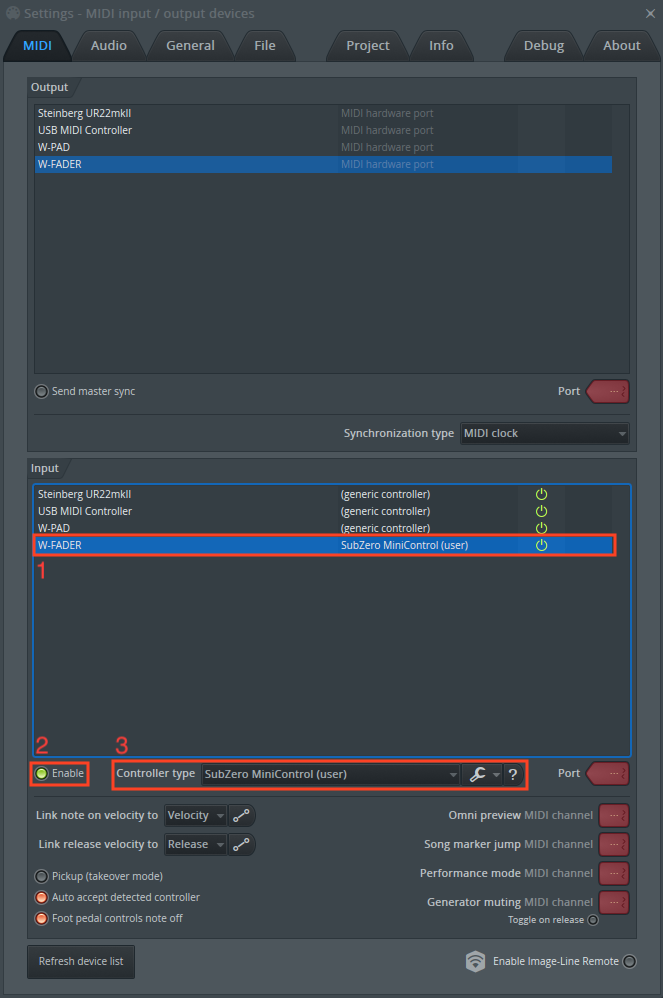 Settings - MIDI input / output devices
MIDI Audio General File Project Info Debug About
Output
Steinberg UR22mkII MIDI hardware port
USB MIDI Controller MIDI hardware port
W-PAD MIDI hardware port
W-FADER MIDI hardware port
Send master sync Port ---
Synchronization type MIDI clock
Input
Steinberg UR22mkII (generic controller)
USB MIDI Controller (generic controller)
W-PAD (generic controller)
W-FADER SubZero MiniControl (user)
1
2 3
Enable Controller type SubZero MiniControl (user) ? Port ---
Link note on velocity to Velocity Omni preview MIDI channel ---
Link release velocity to Release Song marker jump MIDI channel ---
Pickup (takeover mode) Performance mode MIDI channel ---
Auto accept detected controller Generator muting MIDI channel ---
Foot pedal controls note off Toggle on release
Refresh device list Enable Image-Line Remote